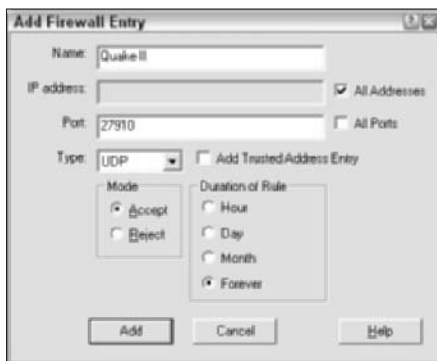 Add Firewall Entry
Name: Quake II
IP address: All Addresses
Port: 27910 All Ports
Type: UDP Add Trusted Address Entry
Mode
Accept
Reject
Duration of Rule
Hour
Day
Month
Forever
Add Cancel Help